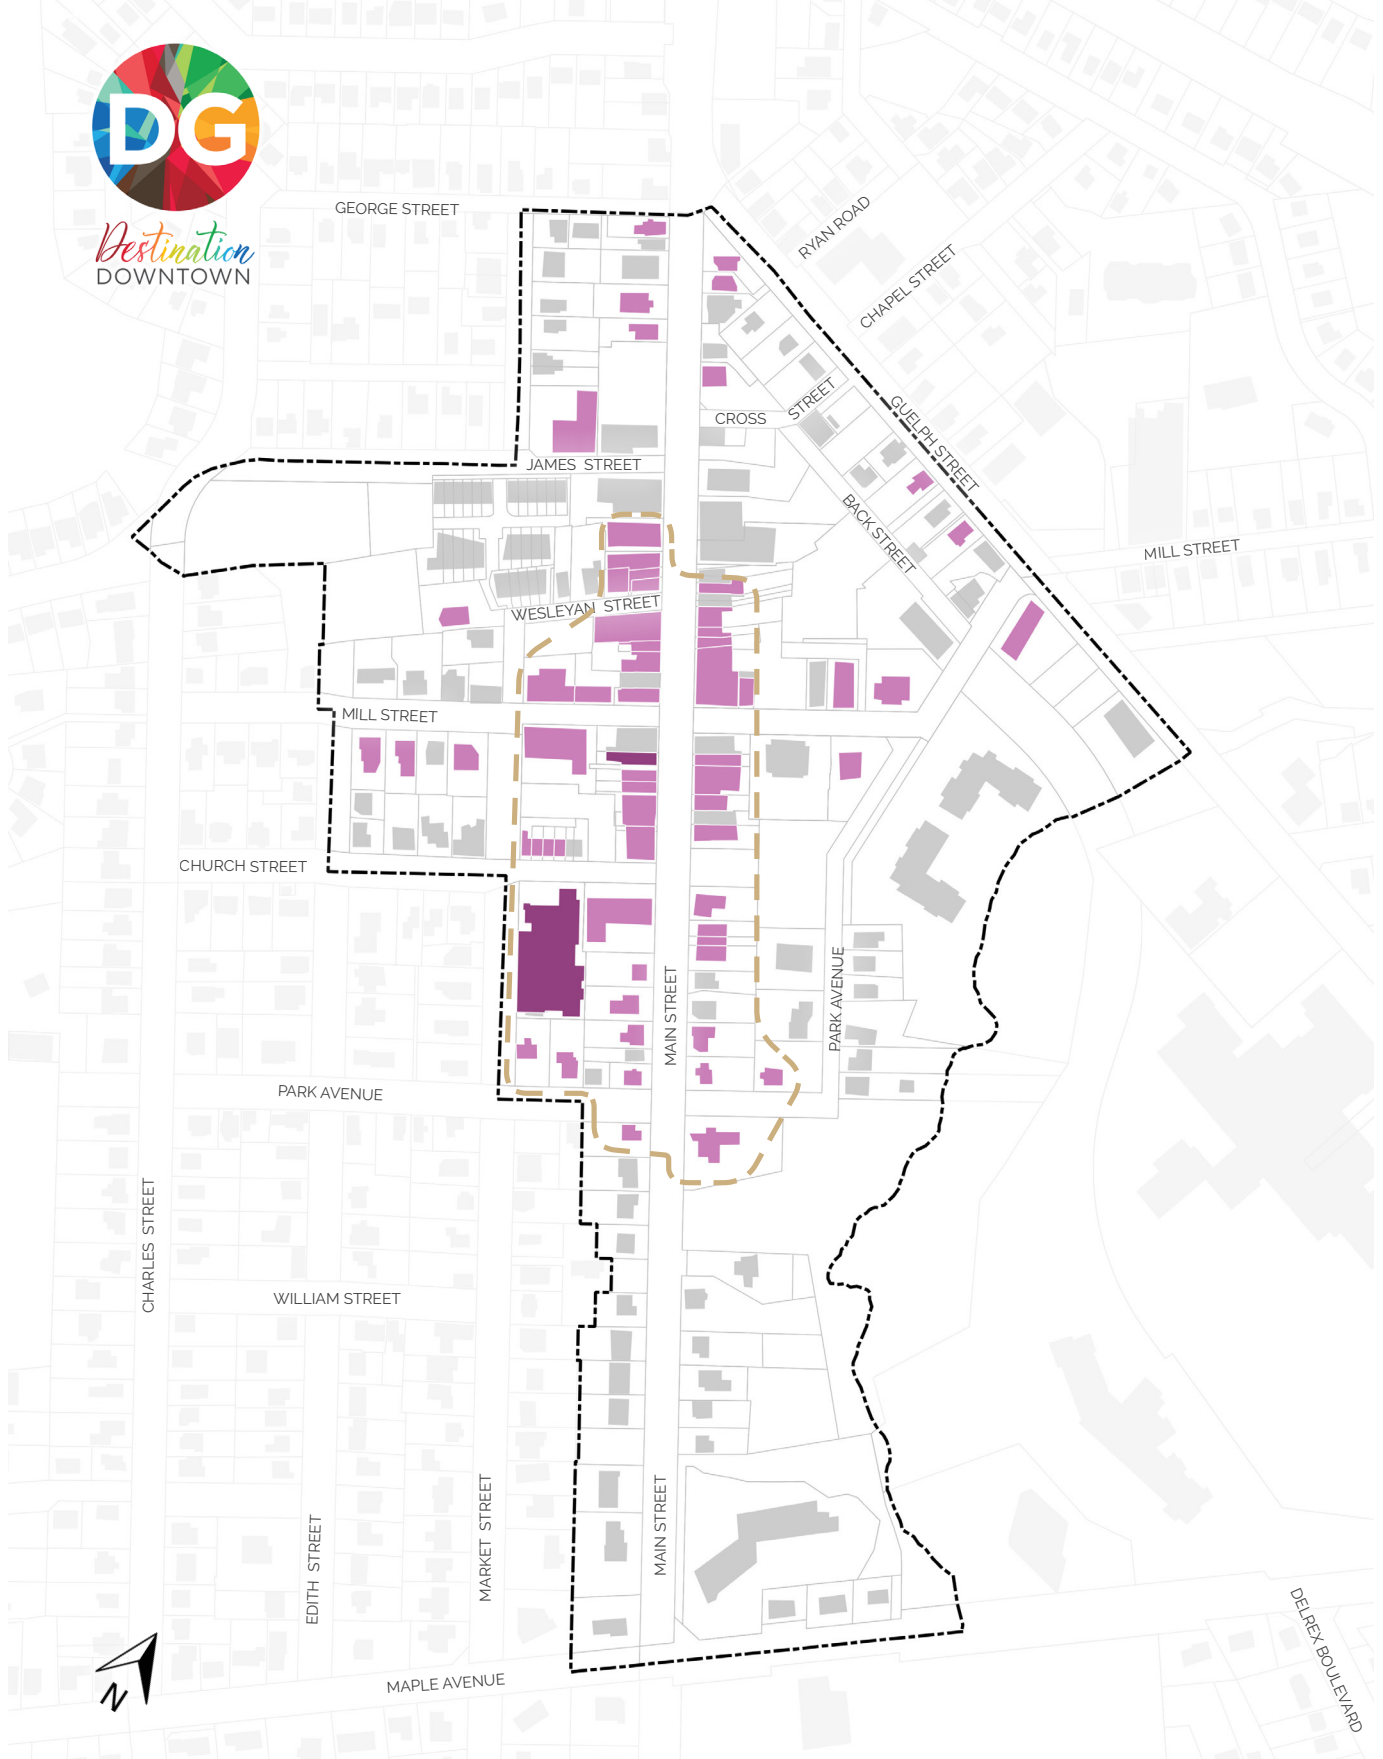 DG
Destination
DOWNTOWN
GEORGE STREET
RYAN ROAD
CHAPEL STREET
CROSS
STREET
GUELPH STREET
JAMES STREET
BACK STREET
MILL STREET
WESLEYAN STREET
MILL STREET
CHURCH STREET
MAIN STREET
PARK AVENUE
PARK AVENUE
CHARLES STREET
WILLIAM STREET
MAIN STREET
MARKET STREET
EDITH STREET
DELREX BOULEVARD
MAPLE AVENUE
N